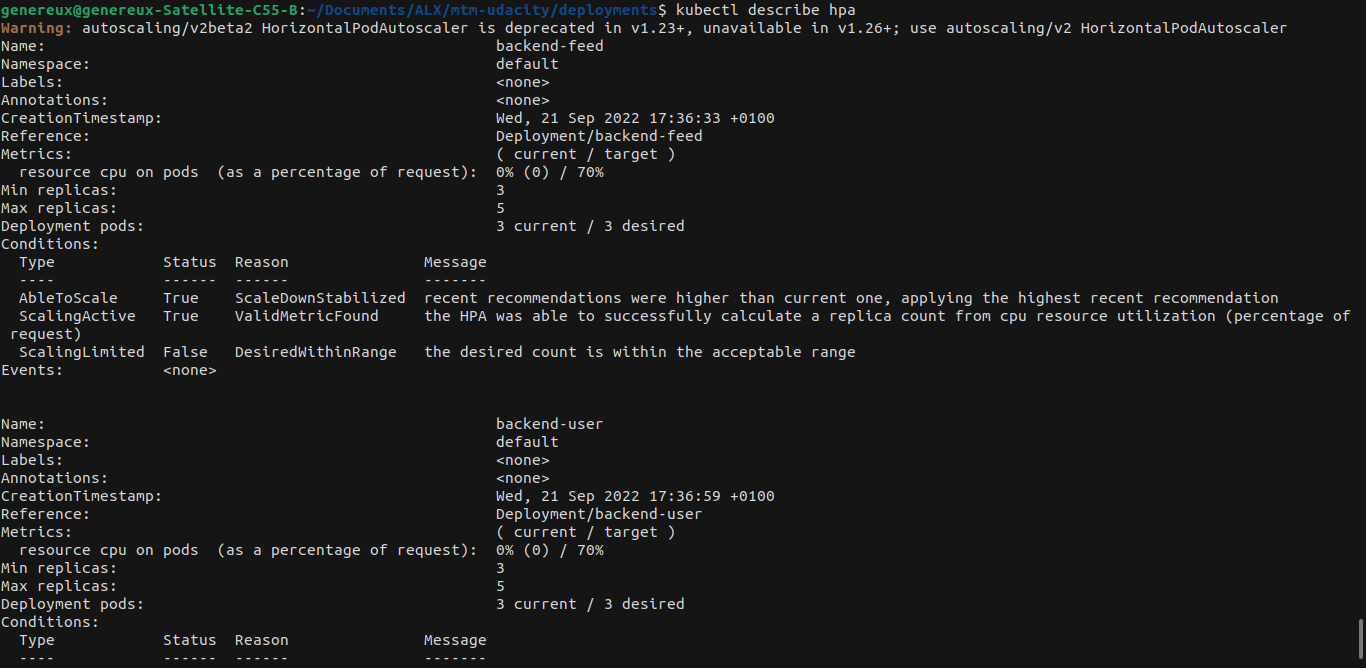 genereux@genereux-Satellite-C55-B:~/Documents/ALX/mtm-udacity/deployments$ kubectl describe hpa
Warning: autoscaling/v2beta2 HorizontalPodAutoscaler is deprecated in v1.23+, unavailable in v1.26+; use autoscaling/v2 HorizontalPodAutoscaler
Name:                                                  backend-feed
Namespace:                                             default
Labels:                                                <none>
Annotations:                                           <none>
CreationTimestamp:                                     Wed, 21 Sep 2022 17:36:33 +0100
Reference:                                             Deployment/backend-feed
Metrics:                                               ( current / target )
  resource cpu on pods  (as a percentage of request):  0% (0) / 70%
Min replicas:                                          3
Max replicas:                                          5
Deployment pods:                                       3 current / 3 desired
Conditions:
  Type            Status  Reason               Message
  ----            ------  ------               -------
  AbleToScale     True    ScaleDownStabilized  recent recommendations were higher than current one, applying the highest recent recommendation
  ScalingActive   True    ValidMetricFound     the HPA was able to successfully calculate a replica count from cpu resource utilization (percentage of
 request)
  ScalingLimited  False   DesiredWithinRange   the desired count is within the acceptable range
Events:           <none>


Name:                                                  backend-user
Namespace:                                             default
Labels:                                                <none>
Annotations:                                           <none>
CreationTimestamp:                                     Wed, 21 Sep 2022 17:36:59 +0100
Reference:                                             Deployment/backend-user
Metrics:                                               ( current / target )
  resource cpu on pods  (as a percentage of request):  0% (0) / 70%
Min replicas:                                          3
Max replicas:                                          5
Deployment pods:                                       3 current / 3 desired
Conditions:
  Type            Status  Reason               Message
  ----            ------  ------               -------